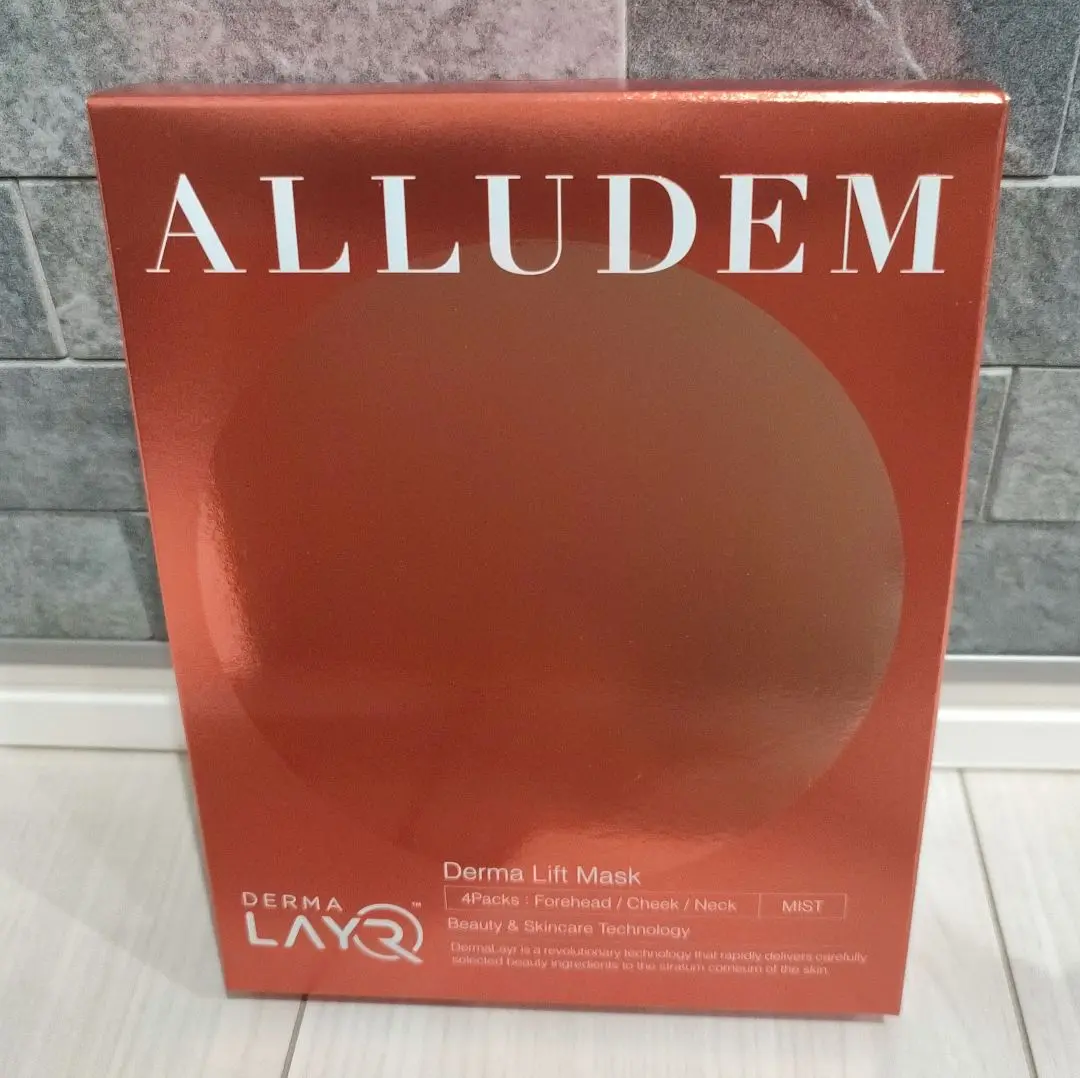 ALLUDEM
Derma Lift Mask
4Packs : Forehead / Cheek / Neck MIST
Beauty & Skincare Technology
DermaLayr is a revolutionary technology that rapidly delivers carefully
selected beauty ingredients to the stratum corneum of the skin.
DERMA
LAYR™